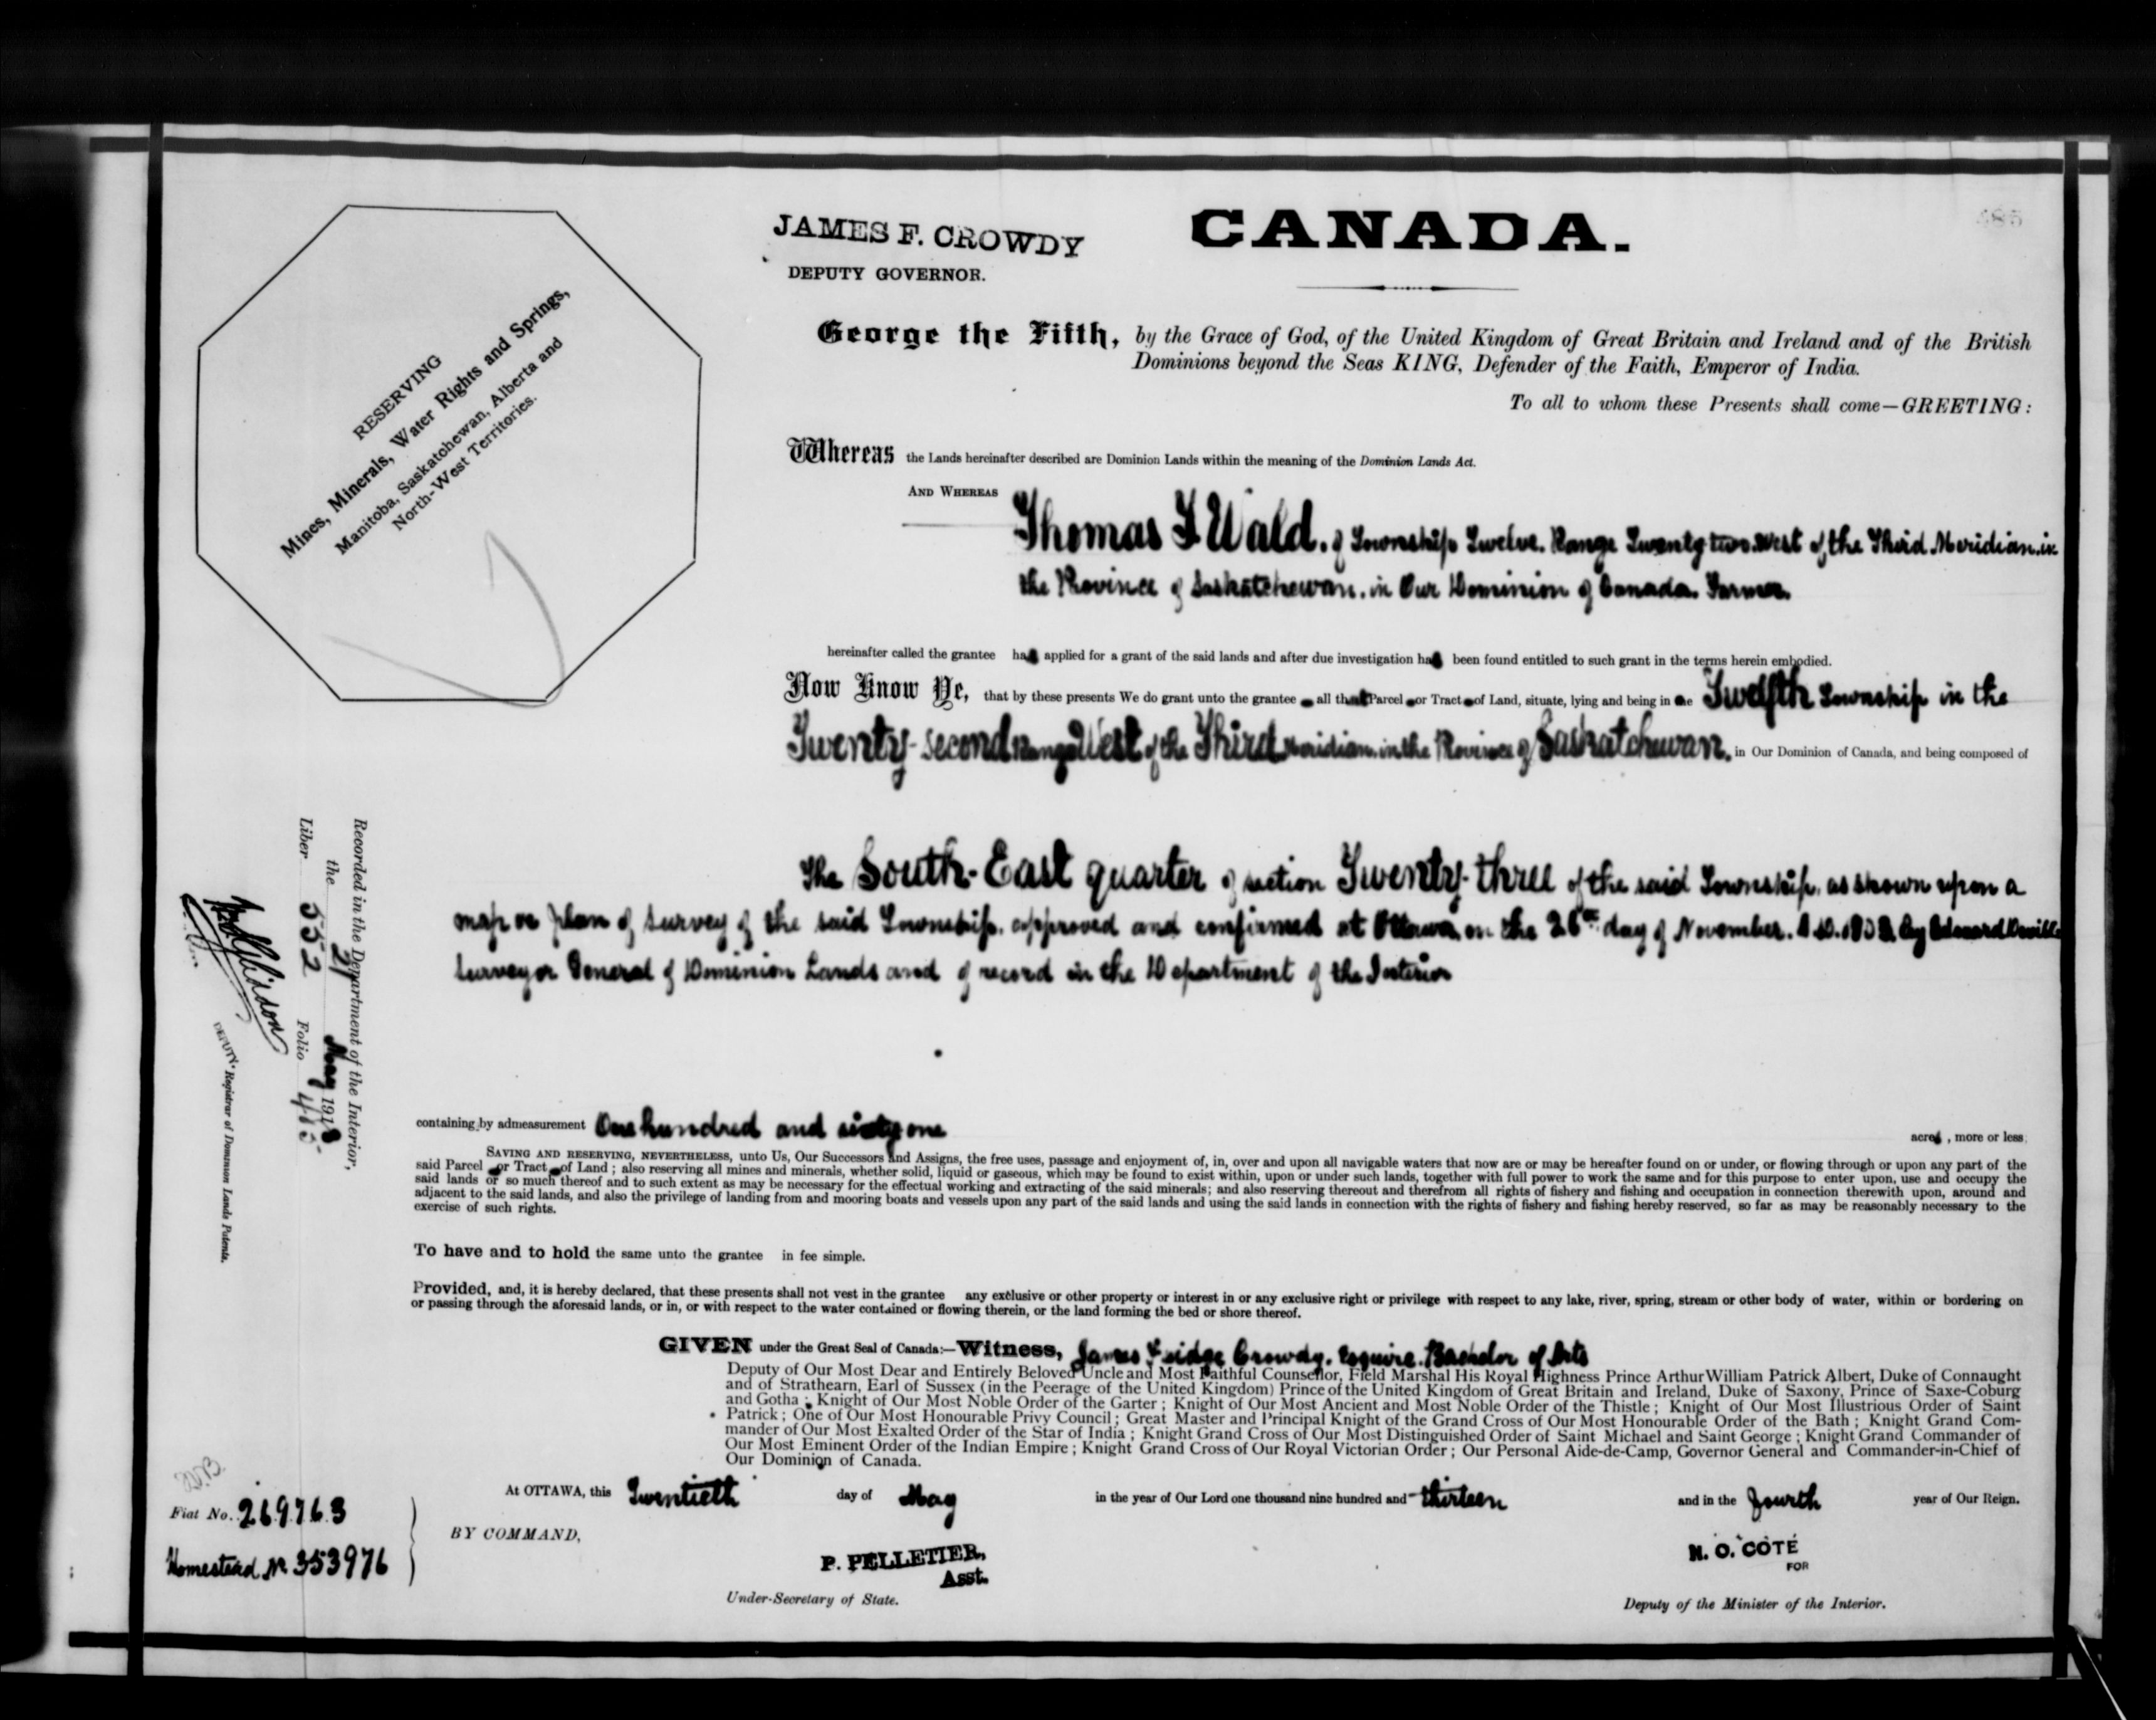 485
JAMES F. CROWDY
DEPUTY GOVERNOR.
CANADA.
RESERVING
Mines, Minerals, Water Rights and Springs,
Manitoba, Saskatchewan, Alberta and
North-West Territories.
George the Fifth, by the Grace of God, of the United Kingdom of Great Britain and Ireland and of the British
Dominions beyond the Seas KING, Defender of the Faith, Emperor of India.
To all to whom these Presents shall come—GREETING:
Whereas the Lands hereinafter described are Dominion Lands within the meaning of the Dominion Lands Act.
AND WHEREAS
Thomas F Wald. of Township Twelve. Range Twenty two. West of the Third Meridian. in
the Province of Saskatchewan. in Our Dominion of Canada. Farmer.
hereinafter called the grantee has applied for a grant of the said lands and after due investigation has been found entitled to such grant in the terms herein embodied.
Now Know Ye, that by these presents We do grant unto the grantee all that Parcel or Tract of Land, situate, lying and being in the Twelfth Township in the
Twenty-second Range West of the Third Meridian. in the Province of Saskatchewan. in Our Dominion of Canada, and being composed of
The South-East quarter of section Twenty-three of the said Township. as shown upon a
map or plan of survey of the said Township. approved and confirmed at Ottawa on the 26th day of November. A.D. by Edouard Deville
Surveyor General of Dominion Lands and of record in the Department of the Interior
containing by admeasurement One hundred and sixty one acres, more or less.
SAVING AND RESERVING, NEVERTHELESS, unto Us, Our Successors and Assigns, the free uses, passage and enjoyment of, in, over and upon all navigable waters that now are or may be hereafter found on or under, or flowing through or upon any part of the
said Parcel or Tract of Land; also reserving all mines and minerals, whether solid, liquid or gaseous, which may be found to exist within, upon or under such lands, together with full power to work the same and for this purpose to enter upon, use and occupy the
said lands or so much thereof and to such extent as may be necessary for the effectual working and extracting of the said minerals; and also reserving thereout and therefrom all rights of fishery and fishing and occupation in connection therewith upon, around and
adjacent to the said lands, and also the privilege of landing from and mooring boats and vessels upon any part of the said lands and using the said lands in connection with the rights of fishery and fishing hereby reserved, so far as may be reasonably necessary to the
exercise of such rights.
To have and to hold the same unto the grantee in fee simple.
Provided, and, it is hereby declared, that these presents shall not vest in the grantee any exclusive or other property or interest in or any exclusive right or privilege with respect to any lake, river, spring, stream or other body of water, within or bordering on
or passing through the aforesaid lands, or in, or with respect to the water contained or flowing therein, or the land forming the bed or shore thereof.
GIVEN under the Great Seal of Canada:—Witness, James Crowdy. Esquire. Bachelor of Arts
Deputy of Our Most Dear and Entirely Beloved Uncle and Most Faithful Counsellor, Field Marshal His Royal Highness Prince Arthur William Patrick Albert, Duke of Connaught
and of Strathearn, Earl of Sussex (in the Peerage of the United Kingdom) Prince of the United Kingdom of Great Britain and Ireland, Duke of Saxony, Prince of Saxe-Coburg
and Gotha; Knight of Our Most Noble Order of the Garter; Knight of Our Most Ancient and Most Noble Order of the Thistle; Knight of Our Most Illustrious Order of Saint
Patrick; One of Our Most Honourable Privy Council; Great Master and Principal Knight of the Grand Cross of Our Most Honourable Order of the Bath; Knight Grand Com-
mander of Our Most Exalted Order of the Star of India; Knight Grand Cross of Our Most Distinguished Order of Saint Michael and Saint George; Knight Grand Commander of
Our Most Eminent Order of the Indian Empire; Knight Grand Cross of Our Royal Victorian Order; Our Personal Aide-de-Camp, Governor General and Commander-in-Chief of
Our Dominion of Canada.
At OTTAWA, this Twentieth day of May in the year of Our Lord one thousand nine hundred and thirteen and in the fourth year of Our Reign.
BY COMMAND,
P. PELLETIER,
Asst.
Under-Secretary of State.
N. O. COTÉ
FOR
Deputy of the Minister of the Interior.
Fiat No. 269763
Homestead No. 353976
Recorded in the Department of the Interior,
the 21 May 1913
Liber 552 Folio 485
DEPUTY Registrar of Dominion Lands Patents.